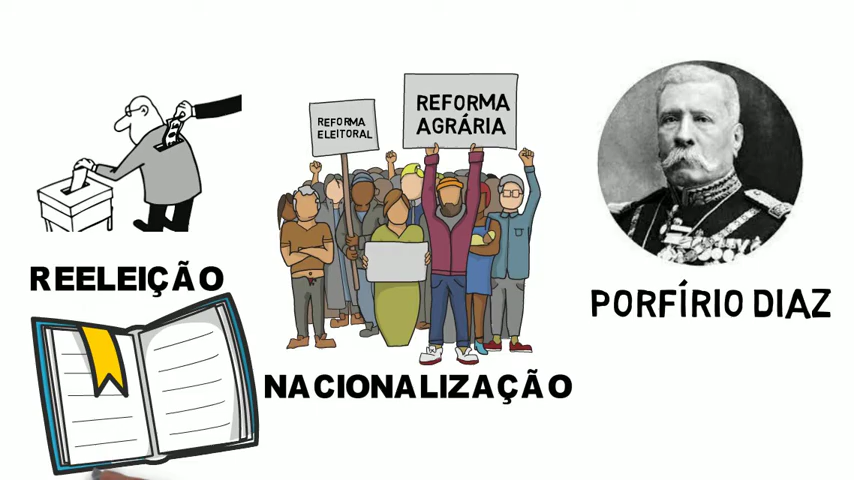 REFORMA
ELEITORAL
REFORMA
AGRÁRIA
REELEIÇÃO
PORFÍRIO DIAZ
NACIONALIZAÇÃO